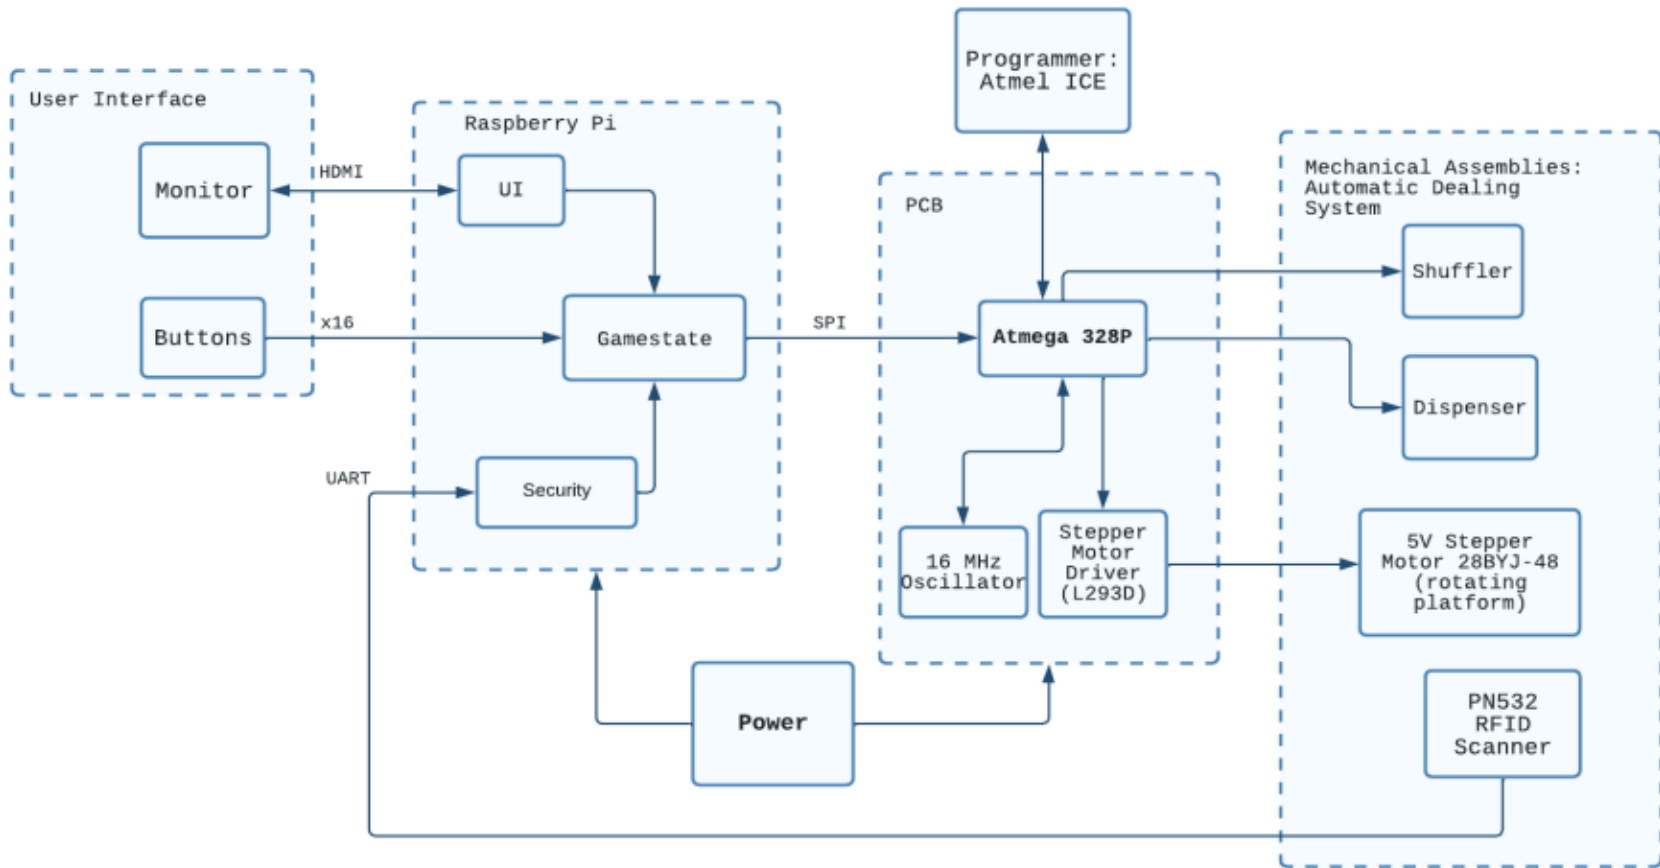 Programmer:
Atmel ICE
User Interface
Monitor
HDMI
Buttons
x16
Raspberry Pi
UI
Gamestate
Security
UART
SPI
PCB
Atmega 328P
16 MHz
Oscillator
Stepper
Motor
Driver
(L293D)
Power
Mechanical Assemblies:
Automatic Dealing
System
Shuffler
Dispenser
5V Stepper
Motor 28BYJ-48
(rotating
platform)
PN532
RFID
Scanner